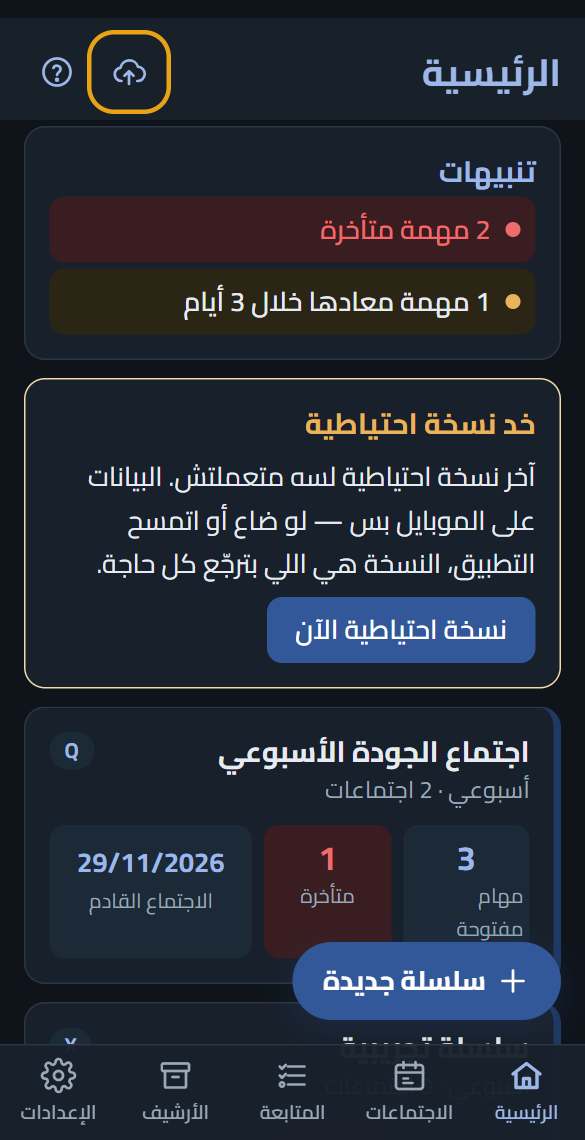 الرئيسية
تنبيهات
2 مهمة متأخرة
1 مهمة معادها خلال 3 أيام
خد نسخة احتياطية
آخر نسخة احتياطية لسه متعملتش. البيانات
على الموبايل بس — لو ضاع أو اتمسح
التطبيق، النسخة هي اللي بترجّع كل حاجة.
نسخة احتياطية الآن
اجتماع الجودة الأسبوعي
Q
أسبوعي · 2 اجتماعات
3
مهام
مفتوحة
1
متأخرة
29/11/2026
الاجتماع القادم
سلسلة جديدة
سلسلة تجريبية
الرئيسية
الاجتماعات
المتابعة
الأرشيف
الإعدادات